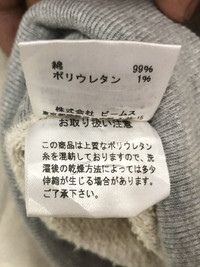 綿 99%
ポリウレタン 1%
株式会社 ビームス
お取り扱い注意
この商品は上質なポリウレタン
糸を混紡しておりますので、洗
濯後の乾燥方法によっては多少
伸縮が生じる場合があります。
ご了承下さい。